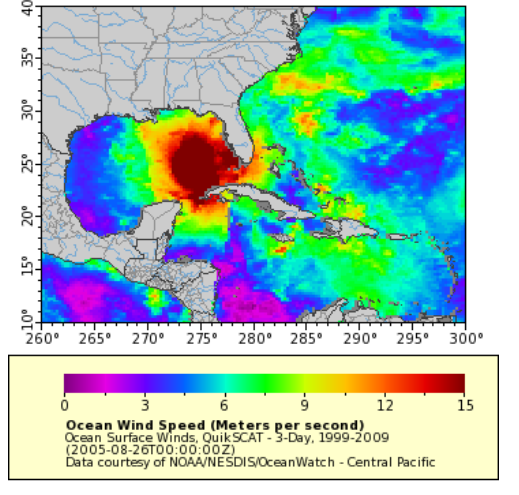 40
35°
30°
25°
20°
15°
10°
260° 265° 270° 275° 280° 285° 290° 295° 300°
0 3 6 9 12 15
Ocean Wind Speed (Meters per second)
Ocean Surface Winds, QuikSCAT - 3-Day, 1999-2009
(2005-08-26T00:00:00Z)
Data courtesy of NOAA/NESDIS/OceanWatch - Central Pacific